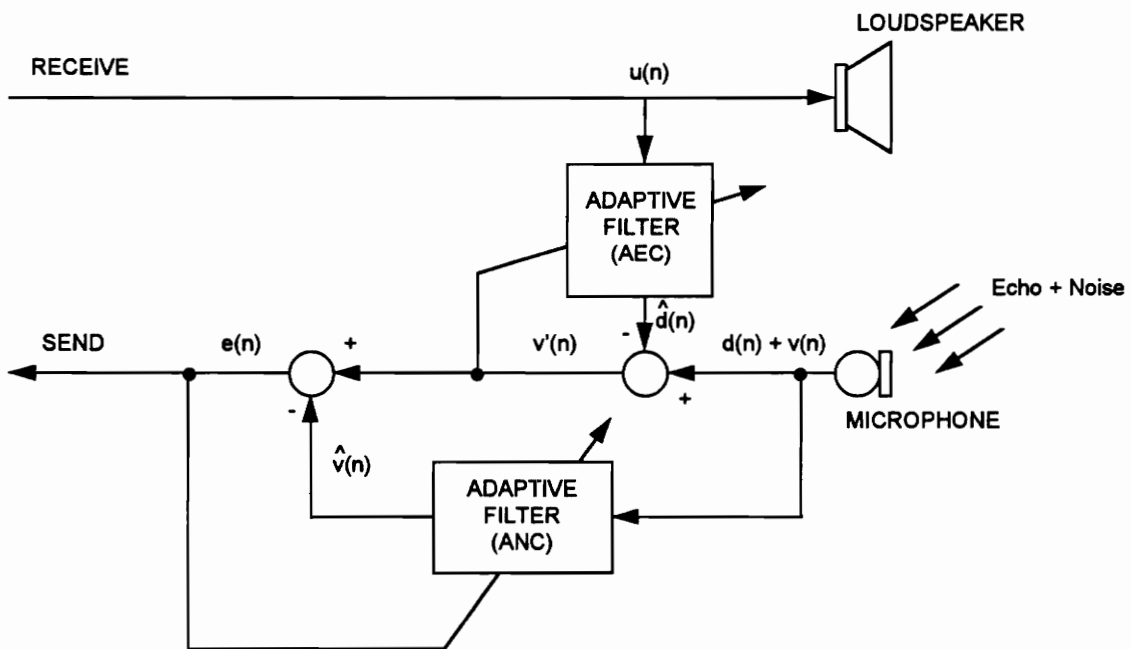 LOUDSPEAKER
RECEIVE
u(n)
ADAPTIVE
FILTER
(AEC)
Echo + Noise
d̂(n)
-
SEND
e(n)
+
v'(n)
d(n) + v(n)
-
+
MICROPHONE
v̂(n)
ADAPTIVE
FILTER
(ANC)